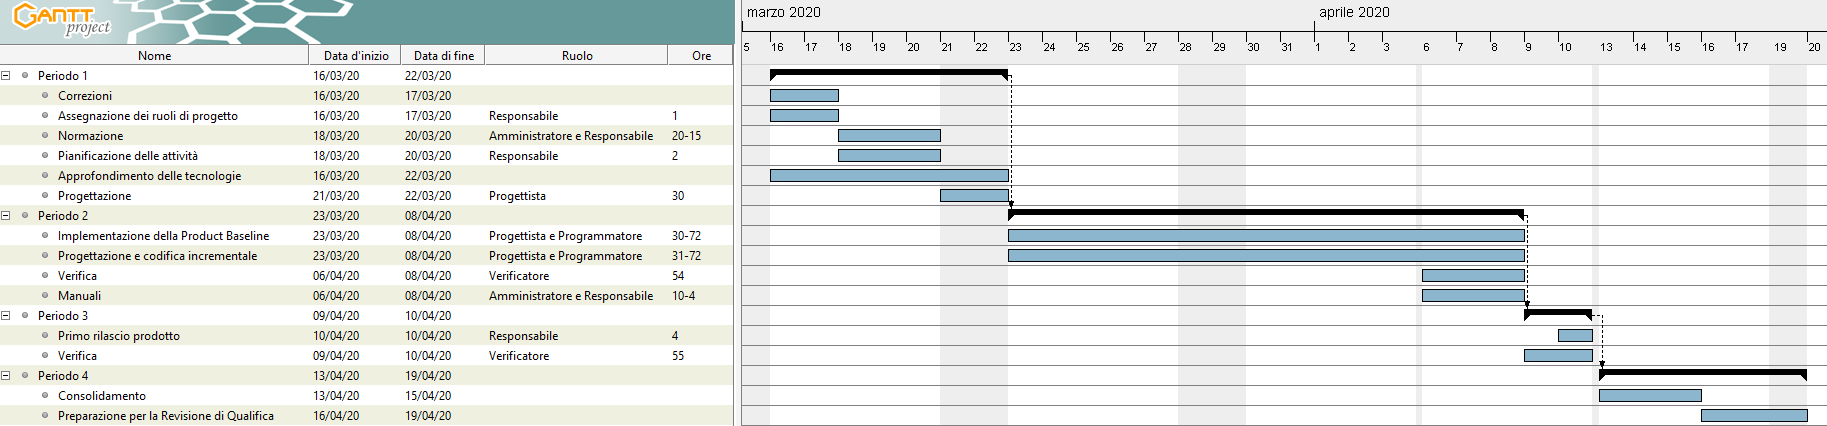 GANTT project
marzo 2020 aprile 2020
5 16 17 18 19 20 21 22 23 24 25 26 27 28 29 30 31 1 2 3 6 7 8 9 10 13 14 15 16 17 19 20
Nome Data d'inizio Data di fine Ruolo Ore
Periodo 1 16/03/20 22/03/20
Correzioni 16/03/20 17/03/20
Assegnazione dei ruoli di progetto 16/03/20 17/03/20 Responsabile 1
Normazione 18/03/20 20/03/20 Amministratore e Responsabile 20-15
Pianificazione delle attività 18/03/20 20/03/20 Responsabile 2
Approfondimento delle tecnologie 16/03/20 22/03/20
Progettazione 21/03/20 22/03/20 Progettista 30
Periodo 2 23/03/20 08/04/20
Implementazione della Product Baseline 23/03/20 08/04/20 Progettista e Programmatore 30-72
Progettazione e codifica incrementale 23/03/20 08/04/20 Progettista e Programmatore 31-72
Verifica 06/04/20 08/04/20 Verificatore 54
Manuali 06/04/20 08/04/20 Amministratore e Responsabile 10-4
Periodo 3 09/04/20 10/04/20
Primo rilascio prodotto 10/04/20 10/04/20 Responsabile 4
Verifica 09/04/20 10/04/20 Verificatore 55
Periodo 4 13/04/20 19/04/20
Consolidamento 13/04/20 15/04/20
Preparazione per la Revisione di Qualifica 16/04/20 19/04/20